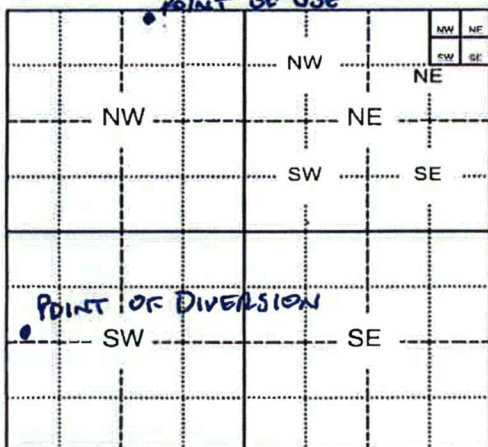 POINT OF USE
NW NE
NW
SW SE
NE
NW NE
SW SE
POINT OF DIVERSION
SW SE